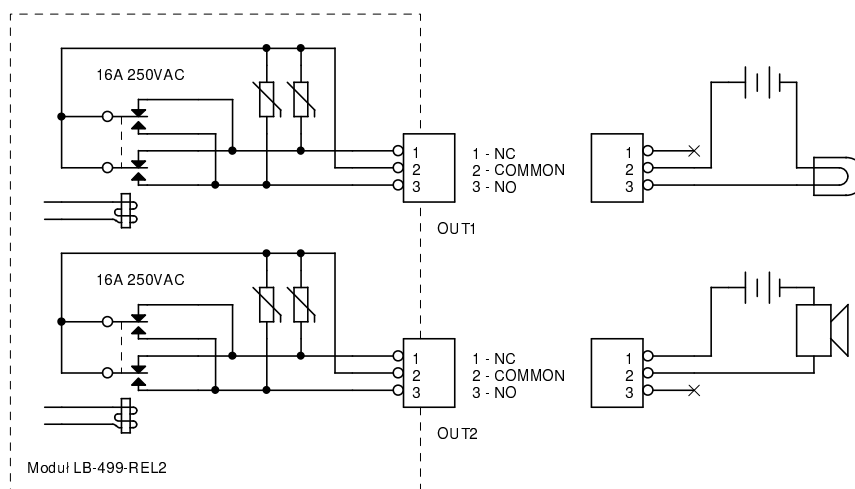 16A 250VAC
1
2
3
1 - NC
2 - COMMON
3 - NO
1
2
3
OUT1
16A 250VAC
1
2
3
1 - NC
2 - COMMON
3 - NO
1
2
3
OUT2
Moduł LB-499-REL2